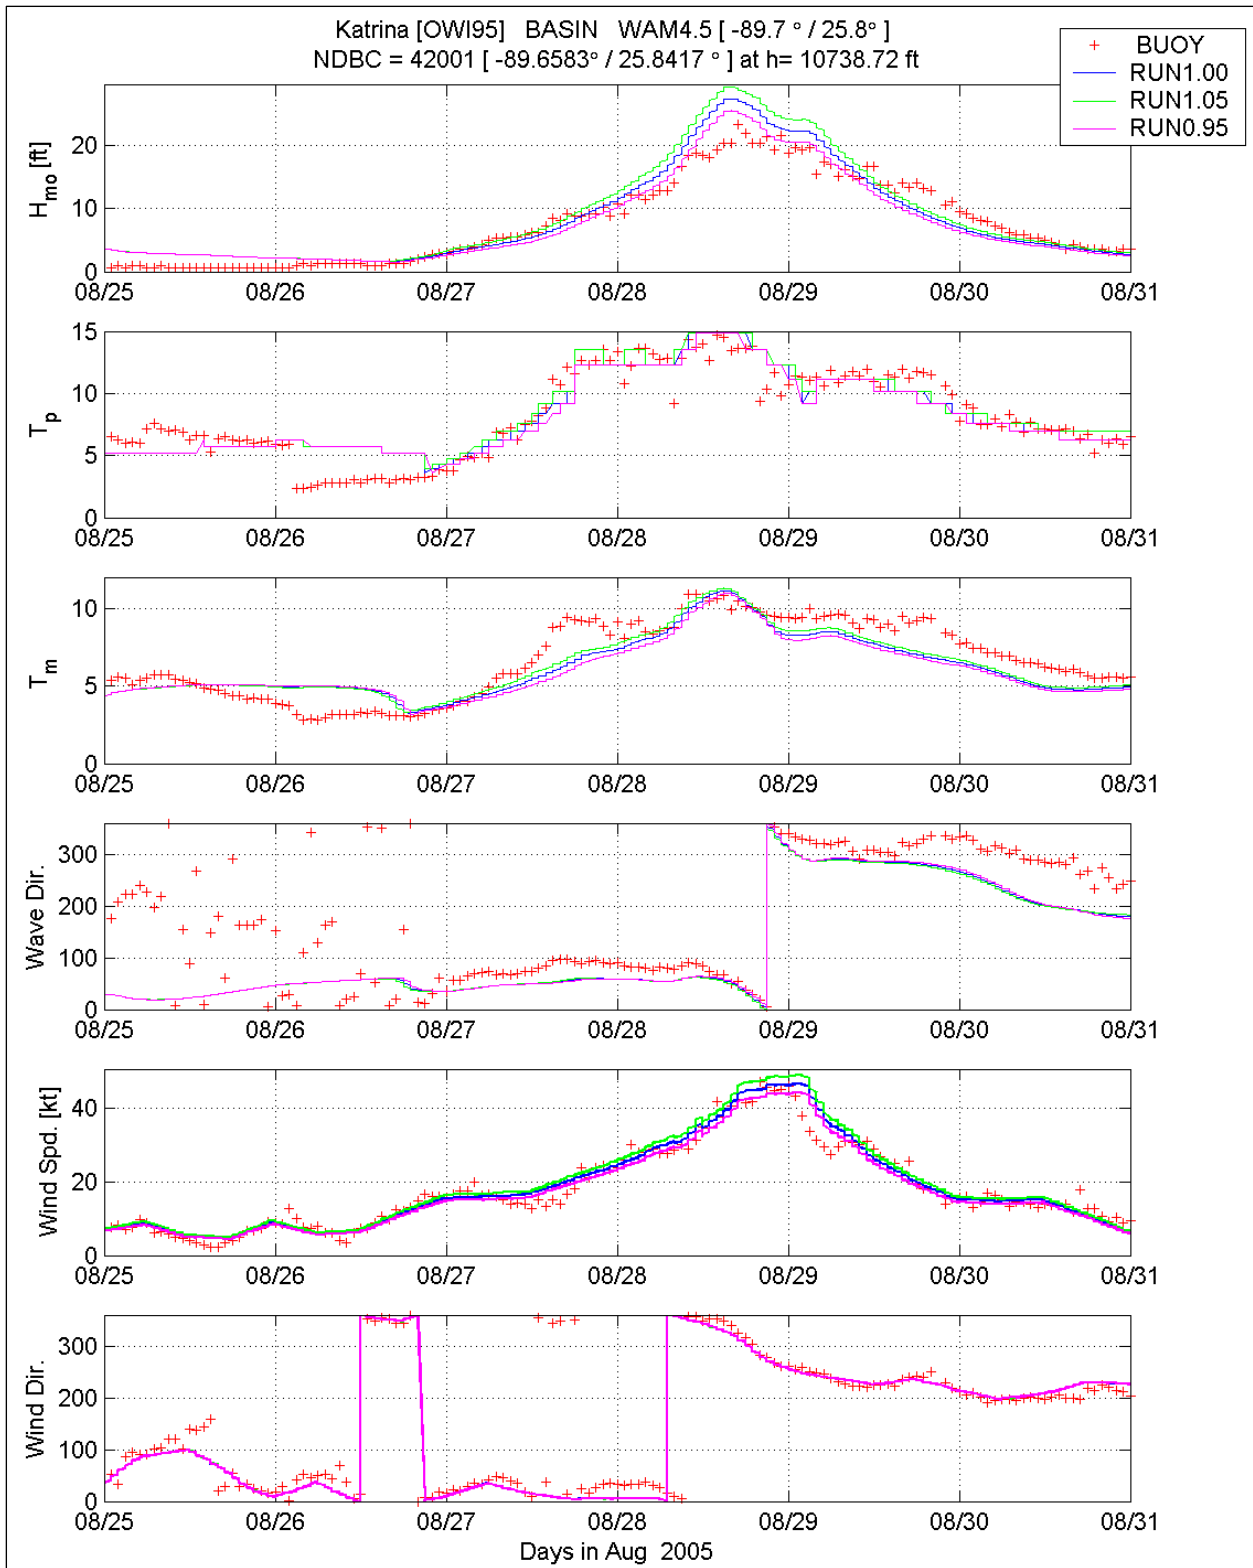 Katrina [OWI95] BASIN WAM4.5 [ -89.7 ° / 25.8° ]
NDBC = 42001 [ -89.6583° / 25.8417 ° ] at h= 10738.72 ft
BUOY
RUN1.00
RUN1.05
RUN0.95
Hmo [ft]
20
10
0
08/25 08/26 08/27 08/28 08/29 08/30 08/31
Tp
15
10
5
0
08/25 08/26 08/27 08/28 08/29 08/30 08/31
Tm
10
5
0
08/25 08/26 08/27 08/28 08/29 08/30 08/31
Wave Dir.
300
200
100
0
08/25 08/26 08/27 08/28 08/29 08/30 08/31
Wind Spd. [kt]
40
20
0
08/25 08/26 08/27 08/28 08/29 08/30 08/31
Wind Dir.
300
200
100
0
08/25 08/26 08/27 08/28 08/29 08/30 08/31
Days in Aug 2005